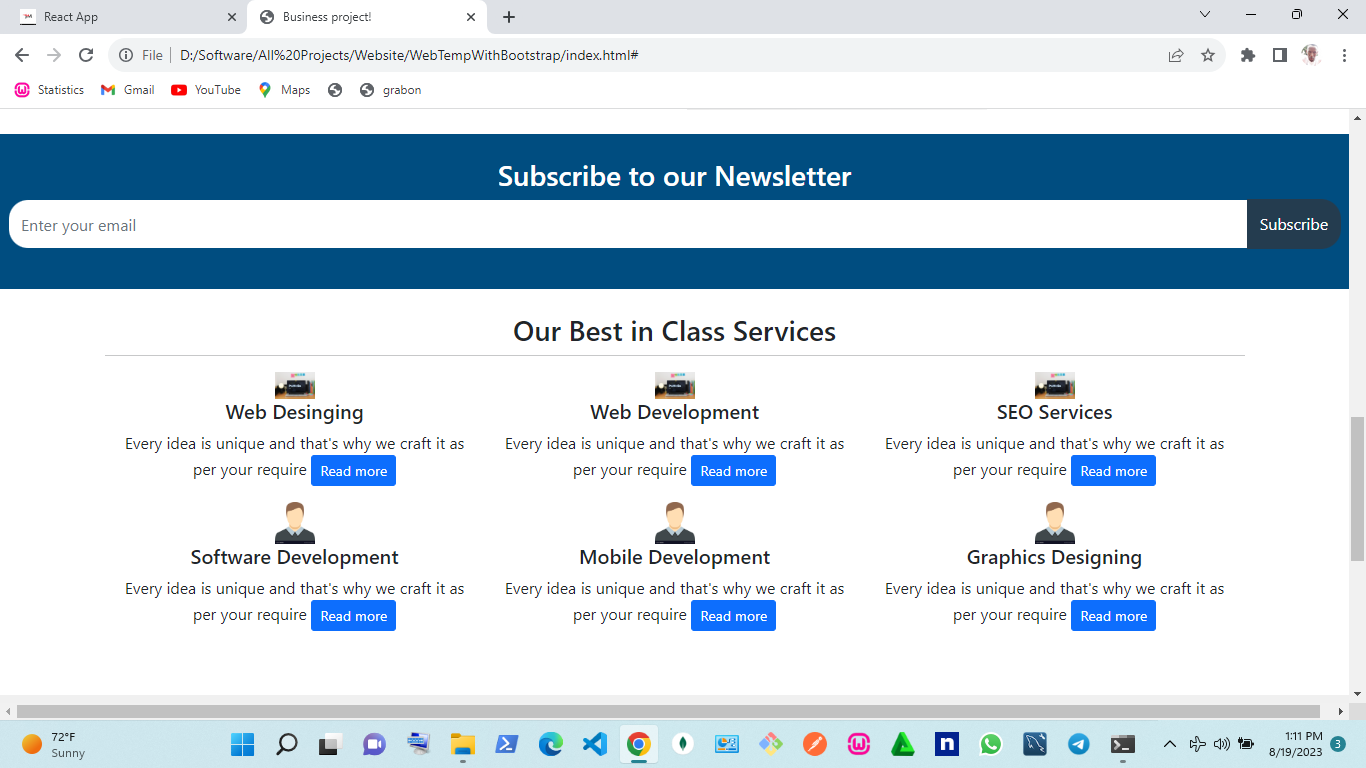 React App
Business project!
File
D:/Software/All%20Projects/Website/WebTempWithBootstrap/index.html#
Statistics
Gmail
YouTube
Maps
grabon
Subscribe to our Newsletter
Enter your email
Subscribe
Our Best in Class Services
Web Desinging
Every idea is unique and that's why we craft it as
per your require Read more
Web Development
Every idea is unique and that's why we craft it as
per your require Read more
SEO Services
Every idea is unique and that's why we craft it as
per your require Read more
Software Development
Every idea is unique and that's why we craft it as
per your require Read more
Mobile Development
Every idea is unique and that's why we craft it as
per your require Read more
Graphics Designing
Every idea is unique and that's why we craft it as
per your require Read more
72°F
Sunny
1:11 PM
8/19/2023
3